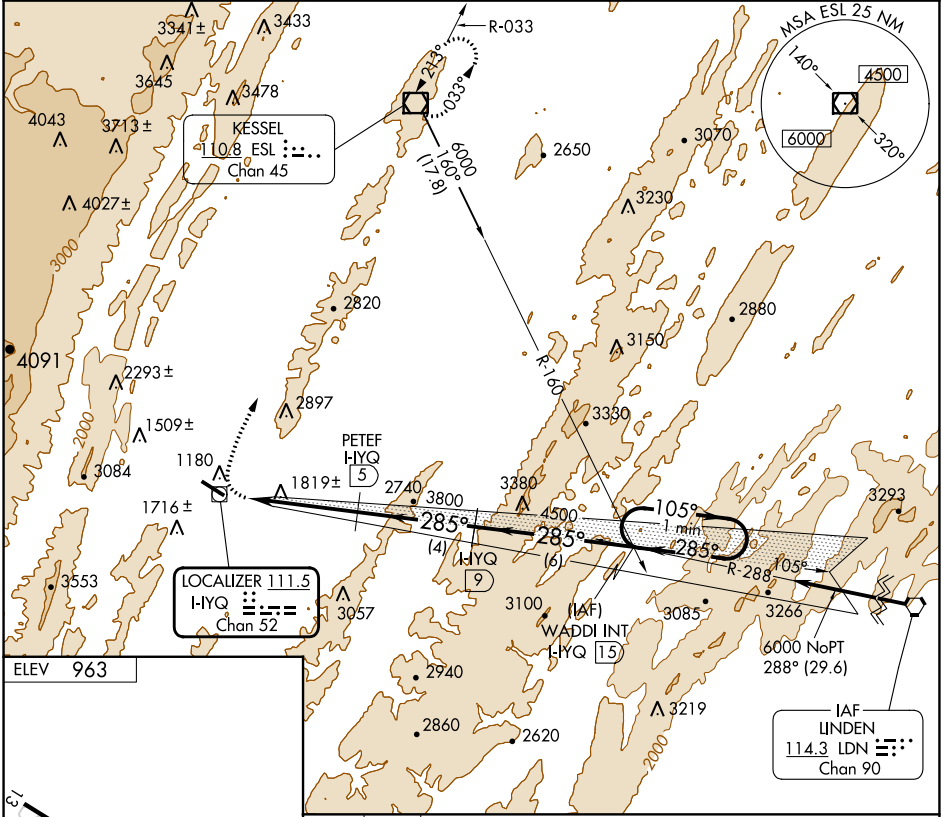 3341±
3433
R-033
MSA ESL 25 NM
3645
213°
140°
4500
3478
033°
4043
3713±
KESSEL
110.8 ESL
Chan 45
6000
160°
(17.8)
2650
3070
6000
320°
4027±
3230
3000
2820
2880
R-160
3150
4091
2293±
2897
3330
2000
1509±
PETEF
I-IYQ
5
3084
1180
1819±
2740
3800
3380
4500
105°
1 min
3293
1716±
285°
285°
285°
(4)
(6)
R-288
105°
I-IYQ
9
LOCALIZER 111.5
I-IYQ
Chan 52
3553
3057
3100
(IAF)
WADDI INT
I-IYQ 15
3085
3266
6000 NoPT
288° (29.6)
ELEV 963
2940
3219
IAF
LINDEN
114.3 LDN
Chan 90
2860
2620
2000
13